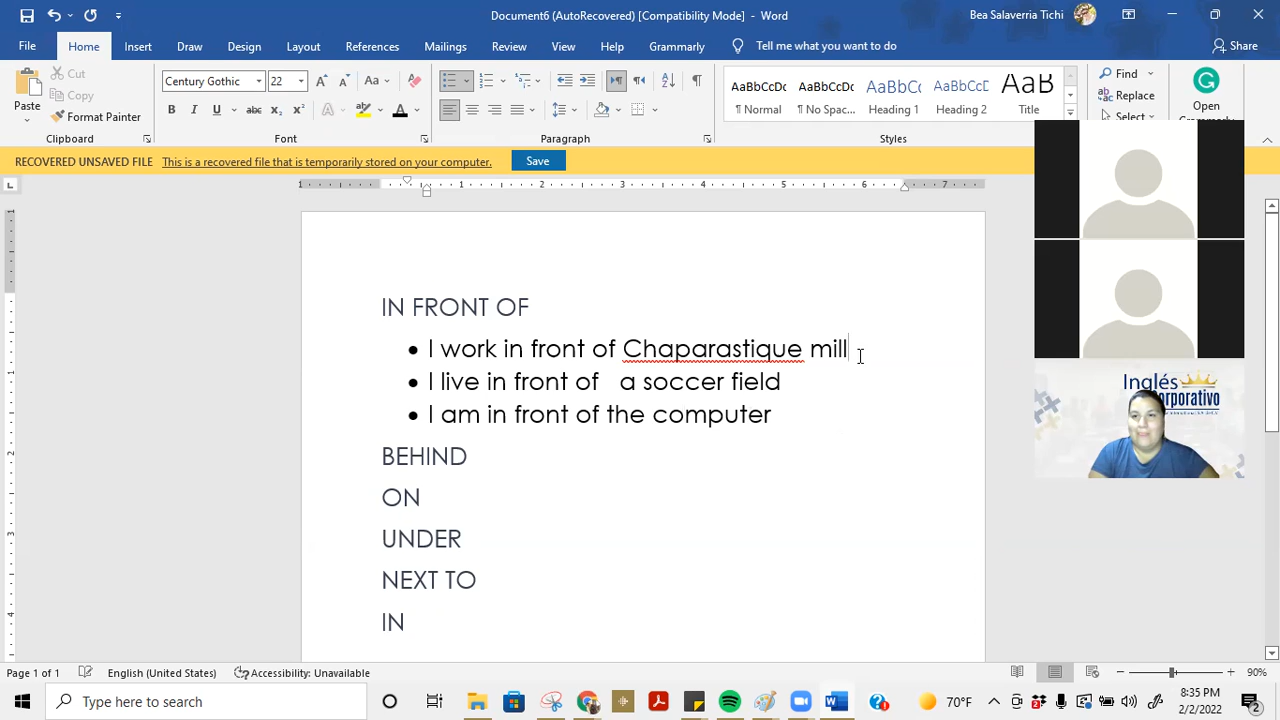 Document6 (AutoRecovered) [Compatibility Mode] - Word
Bea Salaverria Tichi
File Home Insert Draw Design Layout References Mailings Review View Help Grammarly Tell me what you want to do Share
Paste
Cut
Copy
Format Painter
Clipboard
Century Gothic 22
Font
Paragraph
AaBbCcDc AaBbCcDc AaBbCc AaBbCcC AaB
¶ Normal ¶ No Spac... Heading 1 Heading 2 Title
Styles
Find
Replace
Select
Open
RECOVERED UNSAVED FILE This is a recovered file that is temporarily stored on your computer. Save
IN FRONT OF
• I work in front of Chaparastique mill
• I live in front of a soccer field
• I am in front of the computer
BEHIND
ON
UNDER
NEXT TO
IN
Inglés
Corporativo
Page 1 of 1 English (United States) Accessibility: Unavailable 90%
Type here to search
70°F
8:35 PM
2/2/2022
2